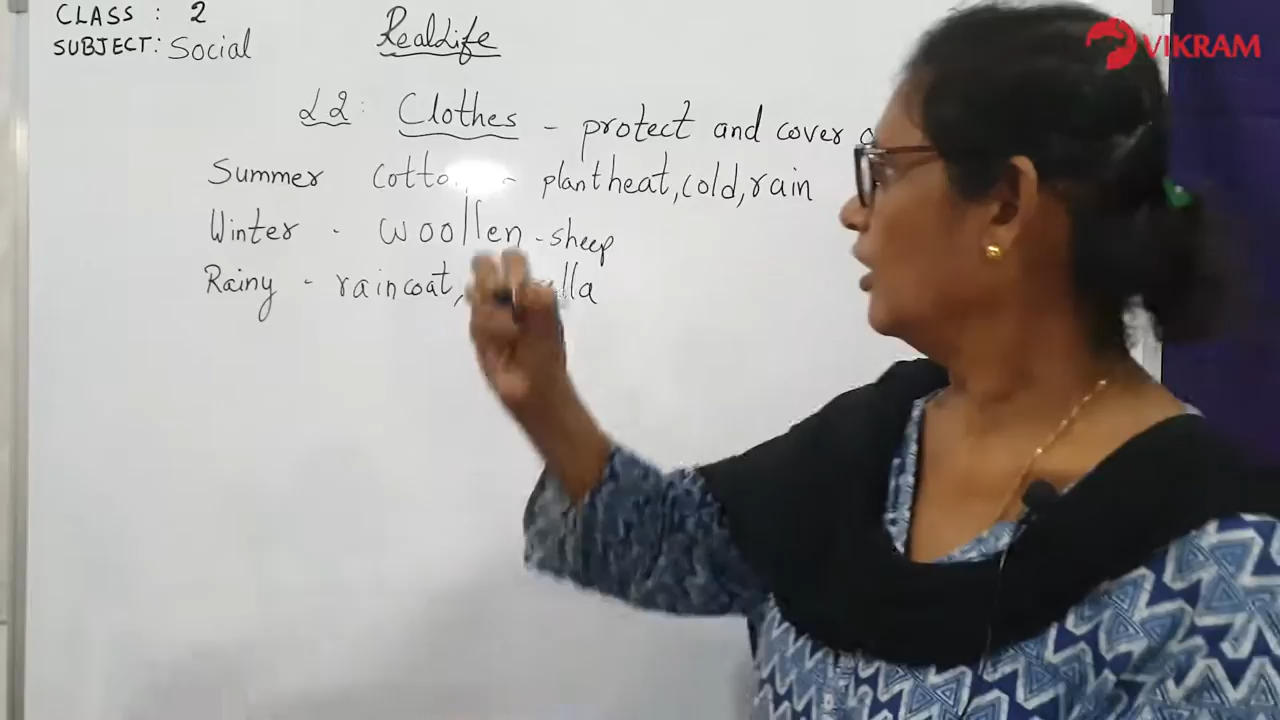 CLASS : 2
SUBJECT: Social
RealLife
VIKRAM
L2: Clothes - protect and cover
Summer - plant heat, cold, rain
Winter - woollen - sheep
Rainy - raincoat,